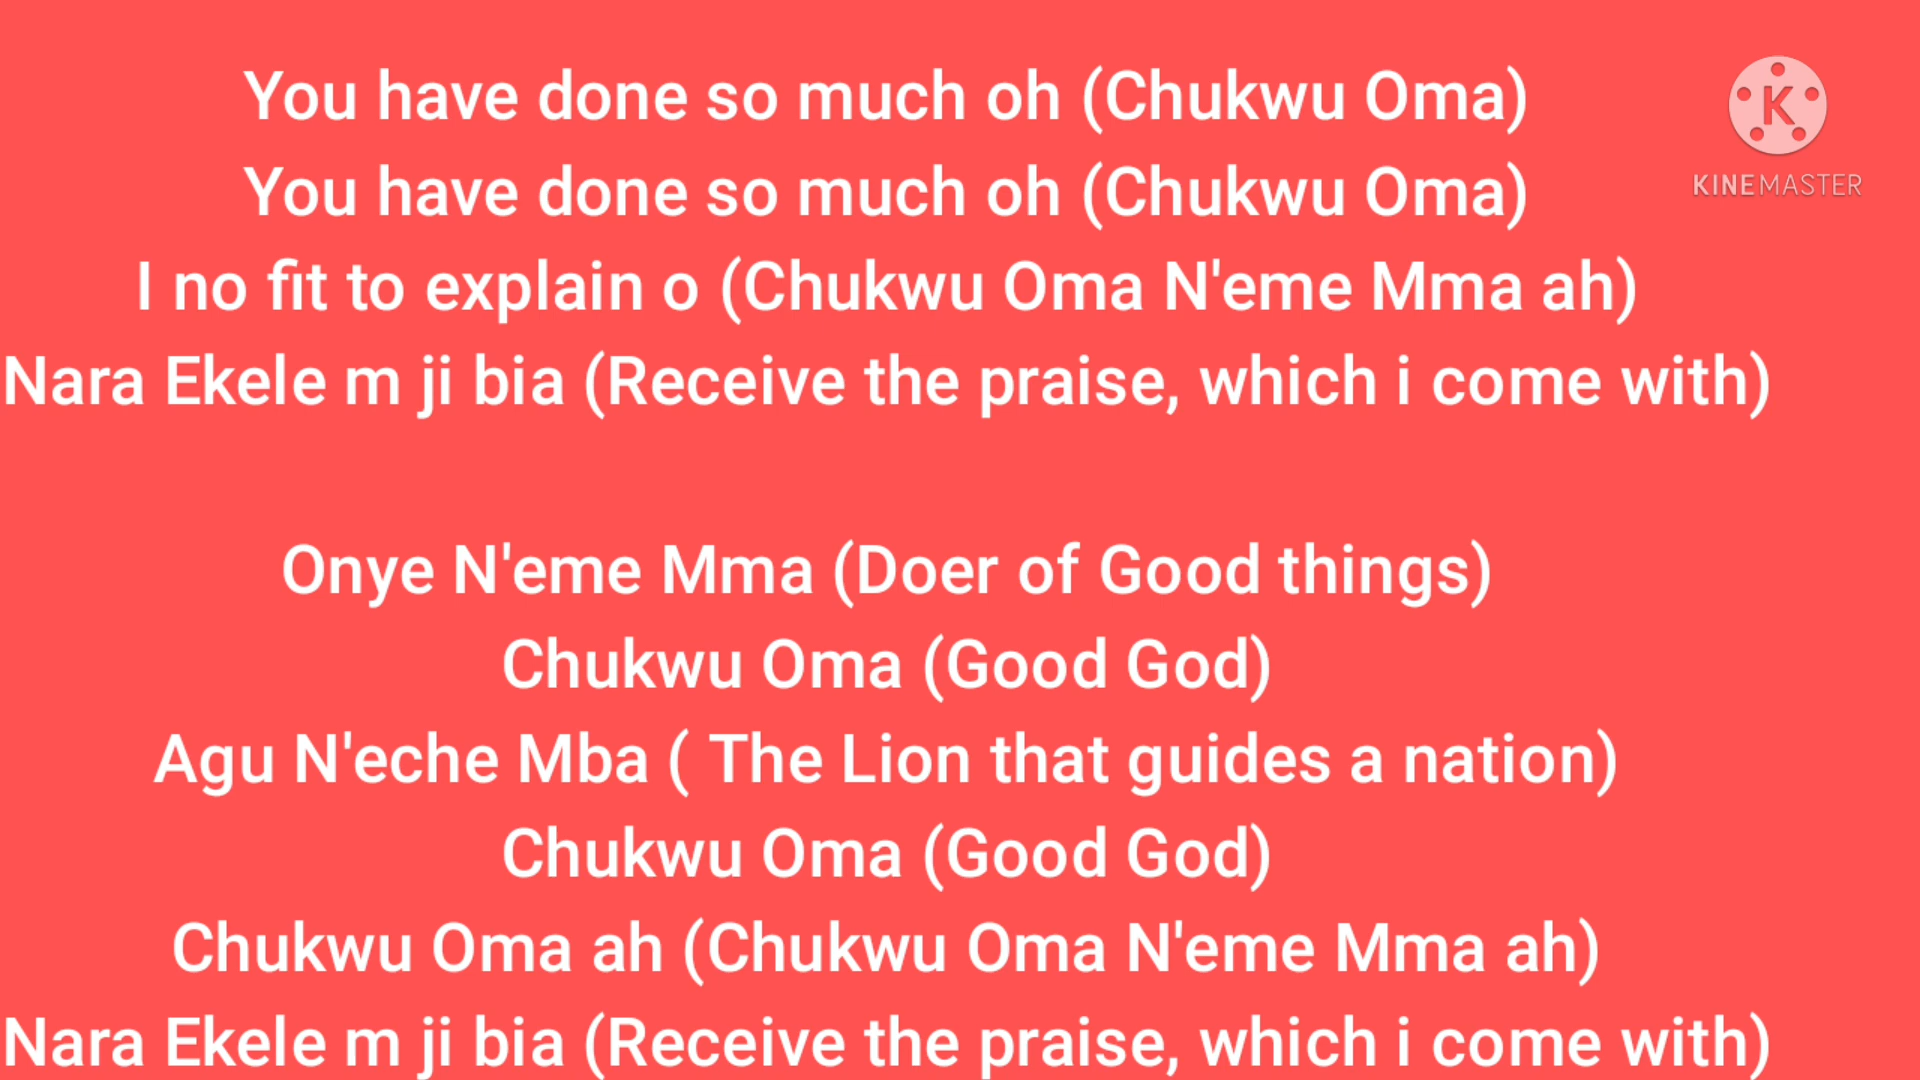 You have done so much oh (Chukwu Oma)
You have done so much oh (Chukwu Oma)
I no fit to explain o (Chukwu Oma N'eme Mma ah)
Nara Ekele m ji bia (Receive the praise, which i come with)
Onye N'eme Mma (Doer of Good things)
Chukwu Oma (Good God)
Agu N'eche Mba ( The Lion that guides a nation)
Chukwu Oma (Good God)
Chukwu Oma ah (Chukwu Oma N'eme Mma ah)
Nara Ekele m ji bia (Receive the praise, which i come with)
K
KINEMASTER